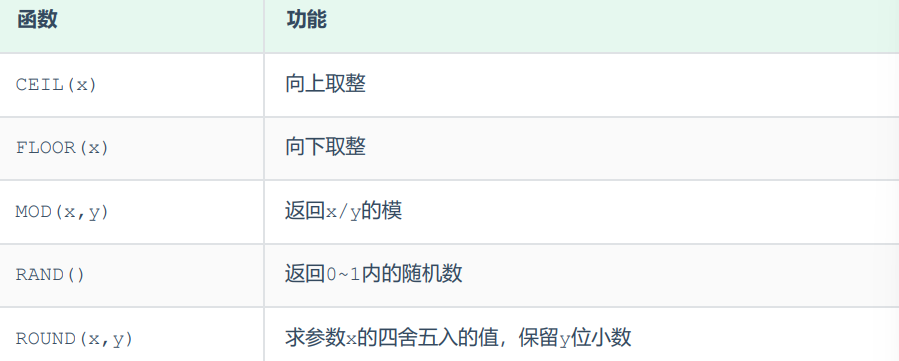 函数 功能
CEIL(x) 向上取整
FLOOR(x) 向下取整
MOD(x,y) 返回x/y的模
RAND() 返回0~1内的随机数
ROUND(x,y) 求参数x的四舍五入的值，保留y位小数